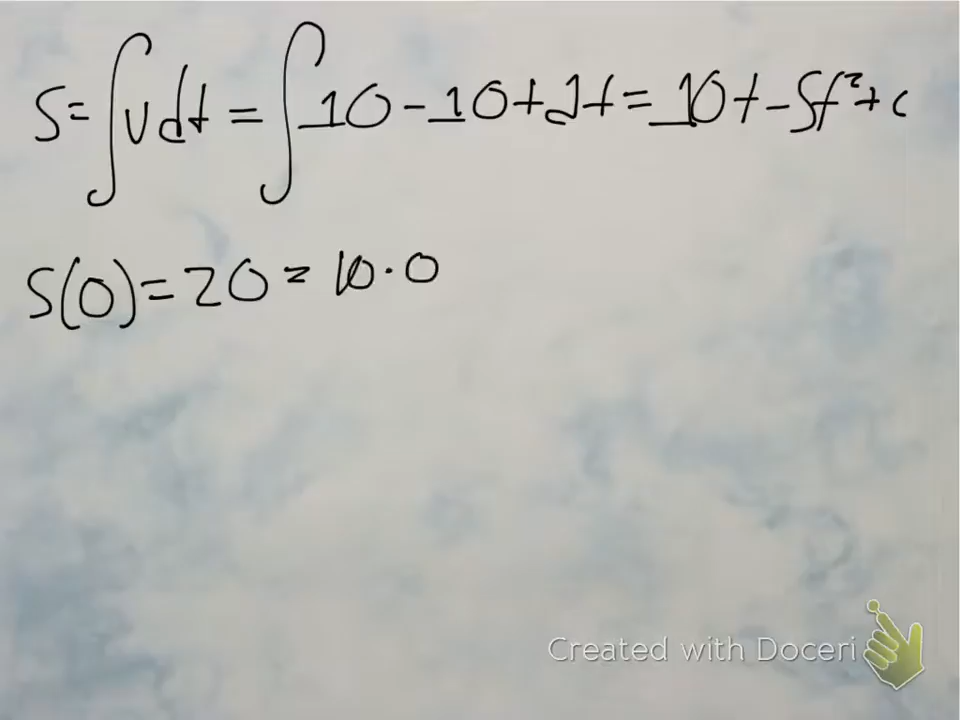 S = ∫ v dt = ∫ 10 - 10t dt = 10t - 5t² + c
S(0) = 20 = 10·0
Created with Doceri